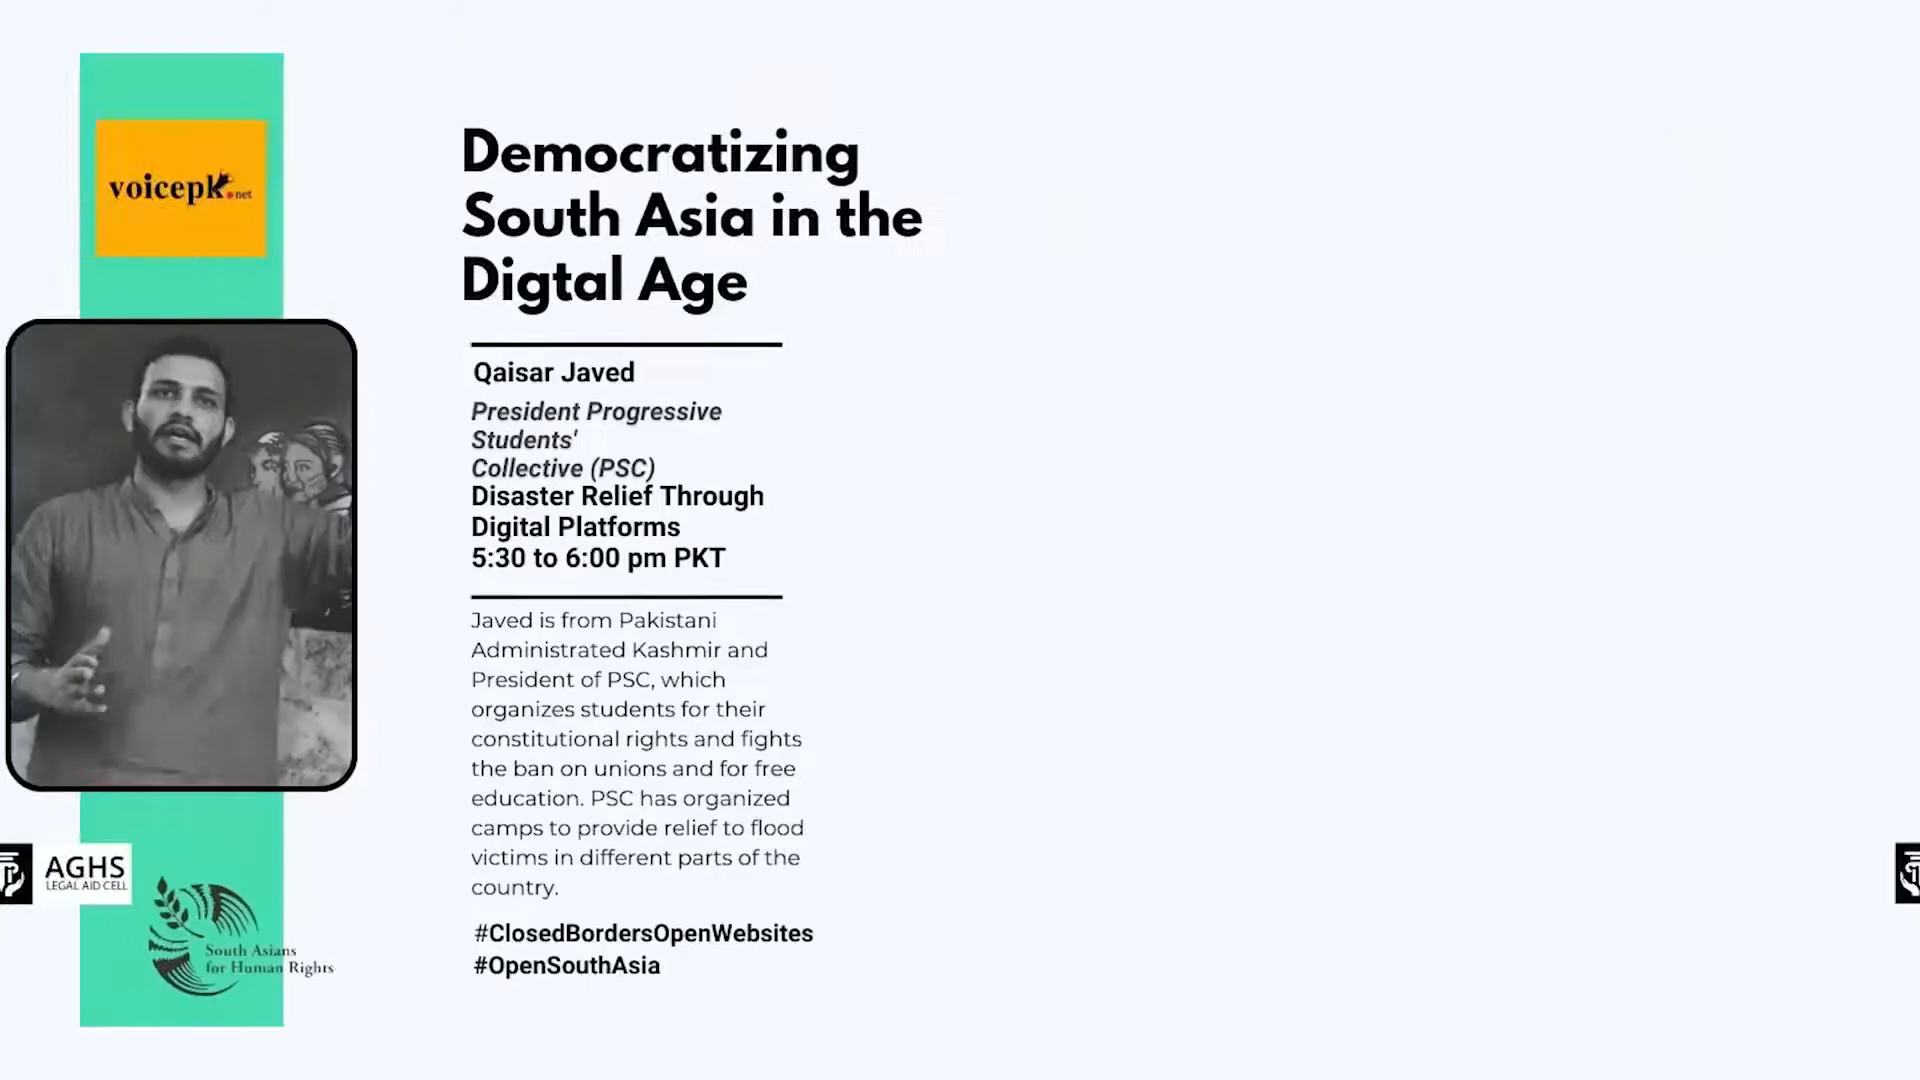 voicepk.net
Democratizing
South Asia in the
Digtal Age
Qaisar Javed
President Progressive
Students'
Collective (PSC)
Disaster Relief Through
Digital Platforms
5:30 to 6:00 pm PKT
Javed is from Pakistani
Administrated Kashmir and
President of PSC, which
organizes students for their
constitutional rights and fights
the ban on unions and for free
education. PSC has organized
camps to provide relief to flood
victims in different parts of the
country.
#ClosedBordersOpenWebsites
#OpenSouthAsia
AGHS
LEGAL AID CELL
South Asians
for Human Rights